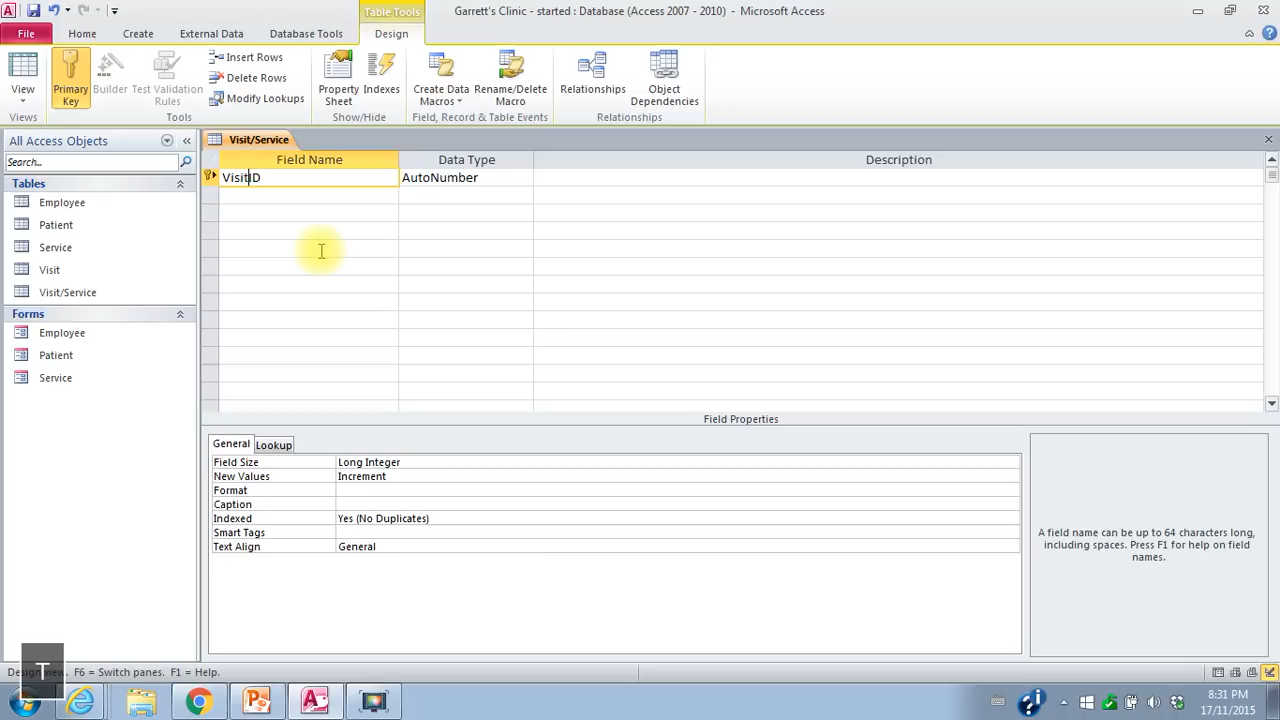 Table Tools
Garrett's Clinic - started : Database (Access 2007 - 2010) - Microsoft Access
File Home Create External Data Database Tools Design
View
Primary Key
Builder
Test Validation Rules
Insert Rows
Delete Rows
Modify Lookups
Property Sheet
Indexes
Create Data Macros
Rename/Delete Macro
Relationships
Object Dependencies
Views Tools Show/Hide Field, Record & Table Events Relationships
All Access Objects
Search...
Tables
Employee
Patient
Service
Visit
Visit/Service
Forms
Employee
Patient
Service
Visit/Service
Field Name Data Type Description
VisitID AutoNumber
Field Properties
General Lookup
Field Size Long Integer
New Values Increment
Format
Caption
Indexed Yes (No Duplicates)
Smart Tags
Text Align General
A field name can be up to 64 characters long,
including spaces. Press F1 for help on field
names.
T
F6 = Switch panes. F1 = Help.
8:31 PM
17/11/2015